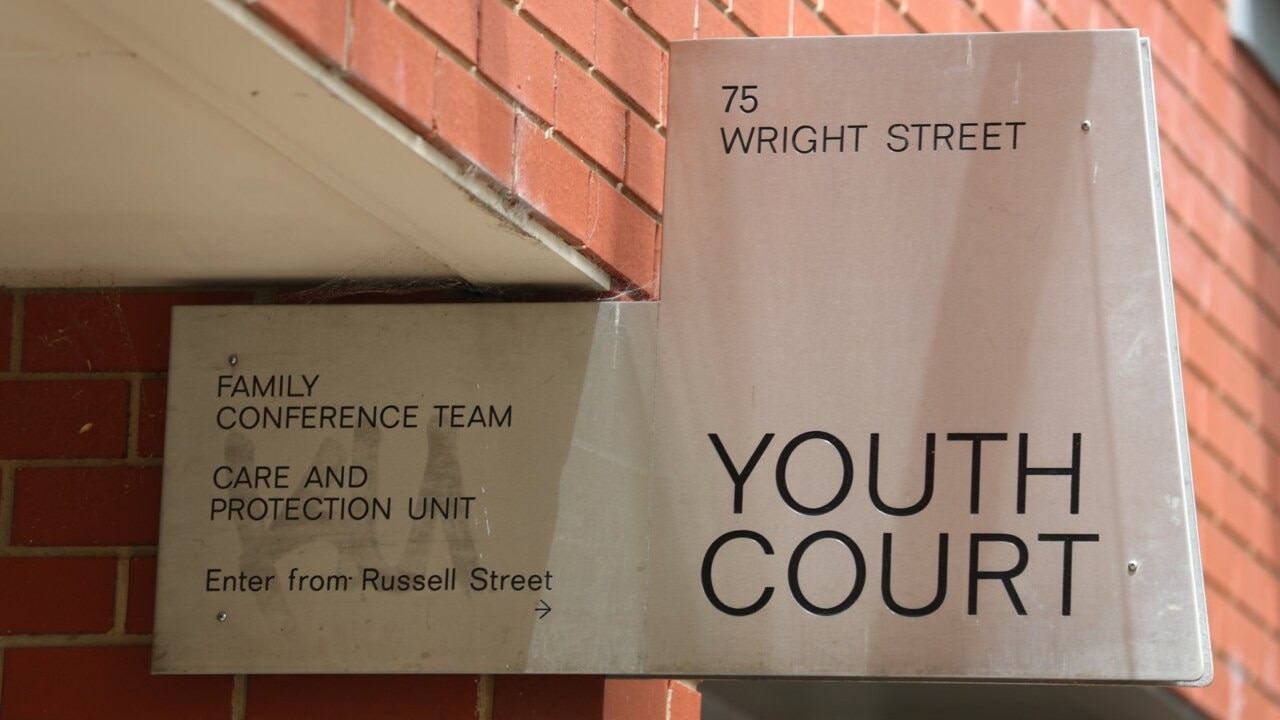 75
WRIGHT STREET
YOUTH
COURT
FAMILY
CONFERENCE TEAM
CARE AND
PROTECTION UNIT
Enter from Russell Street
→